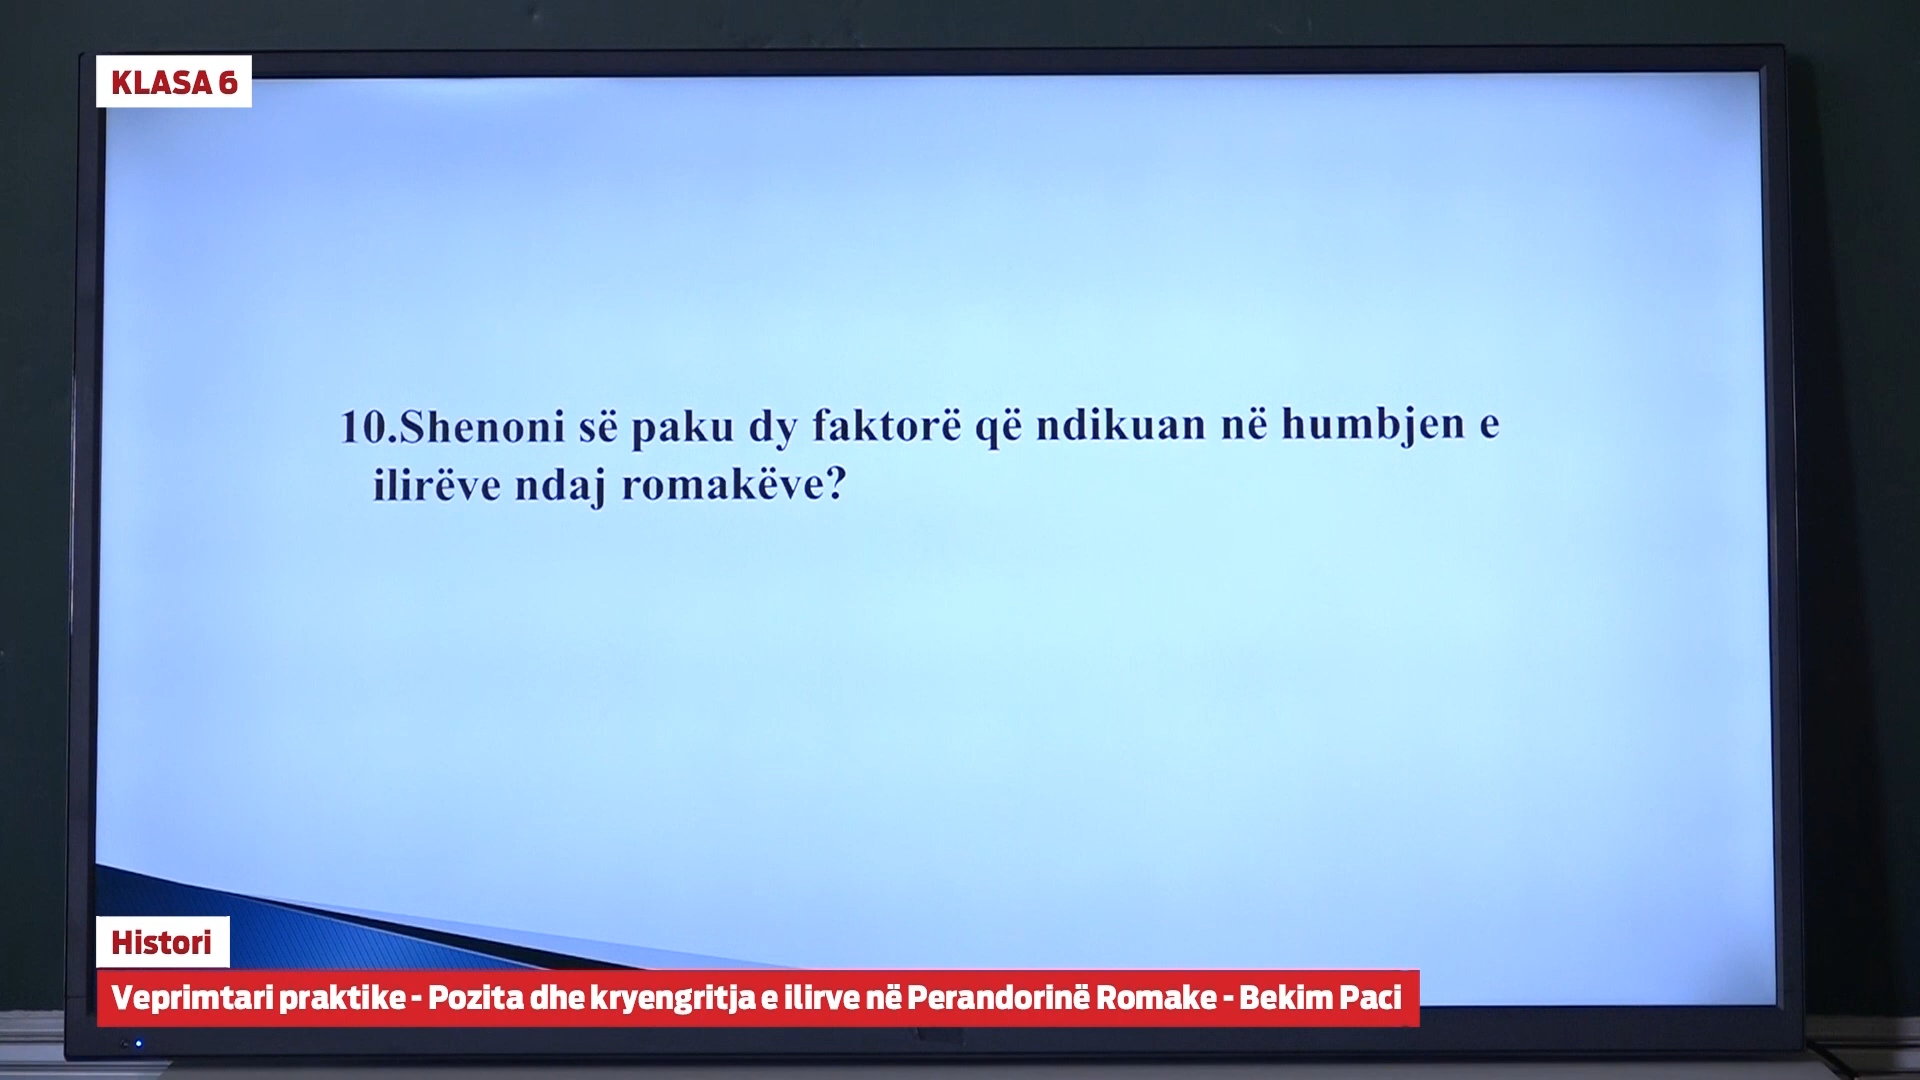 KLASA 6
10.Shenoni së paku dy faktorë që ndikuan në humbjen e
ilirëve ndaj romakëve?
Histori
Veprimtari praktike - Pozita dhe kryengritja e ilirve në Perandorinë Romake - Bekim Paci